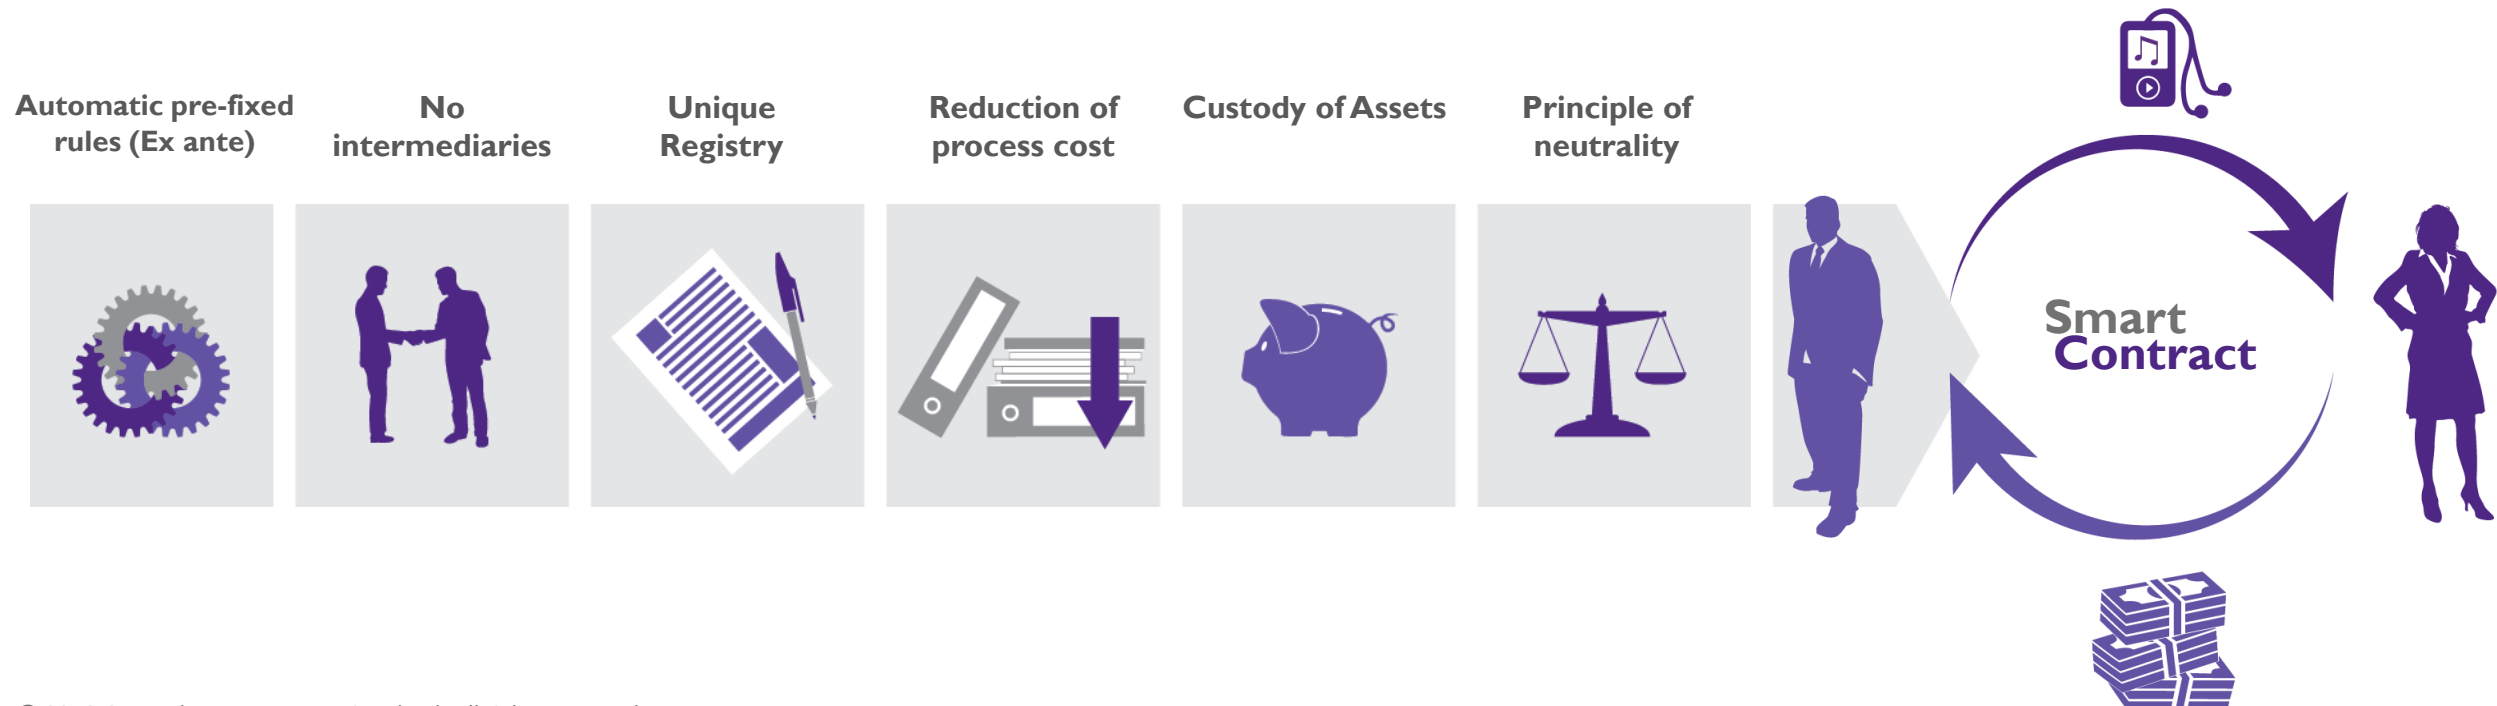 Automatic pre-fixed
rules (Ex ante)
No
intermediaries
Unique
Registry
Reduction of
process cost
Custody of Assets
Principle of
neutrality
Smart
Contract